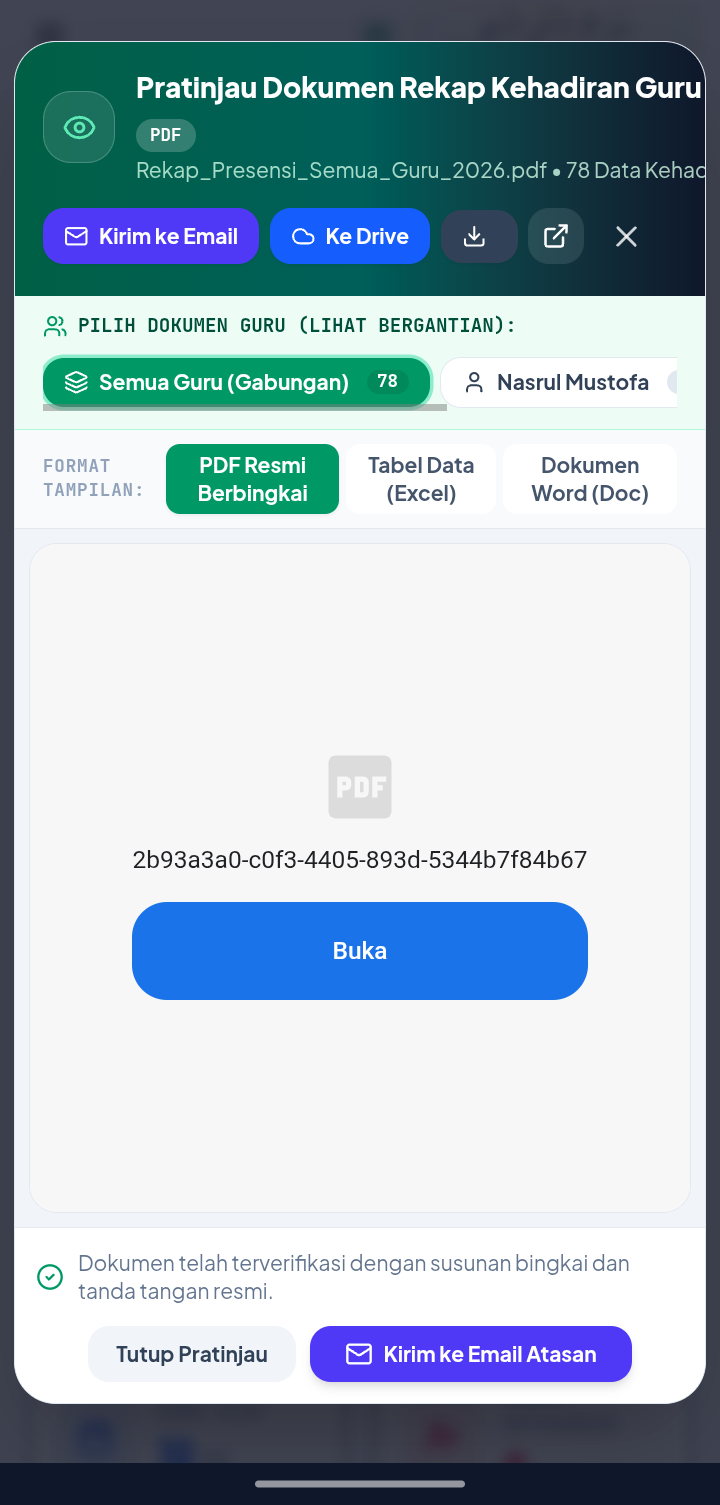 Pratinjau Dokumen Rekap Kehadiran Guru
PDF
Rekap_Presensi_Semua_Guru_2026.pdf • 78 Data Kehad
Kirim ke Email
Ke Drive
PILIH DOKUMEN GURU (LIHAT BERGANTIAN):
Semua Guru (Gabungan) 78
Nasrul Mustofa
FORMAT
TAMPILAN:
PDF Resmi
Berbingkai
Tabel Data
(Excel)
Dokumen
Word (Doc)
PDF
2b93a3a0-c0f3-4405-893d-5344b7f84b67
Buka
Dokumen telah terverifikasi dengan susunan bingkai dan
tanda tangan resmi.
Tutup Pratinjau
Kirim ke Email Atasan